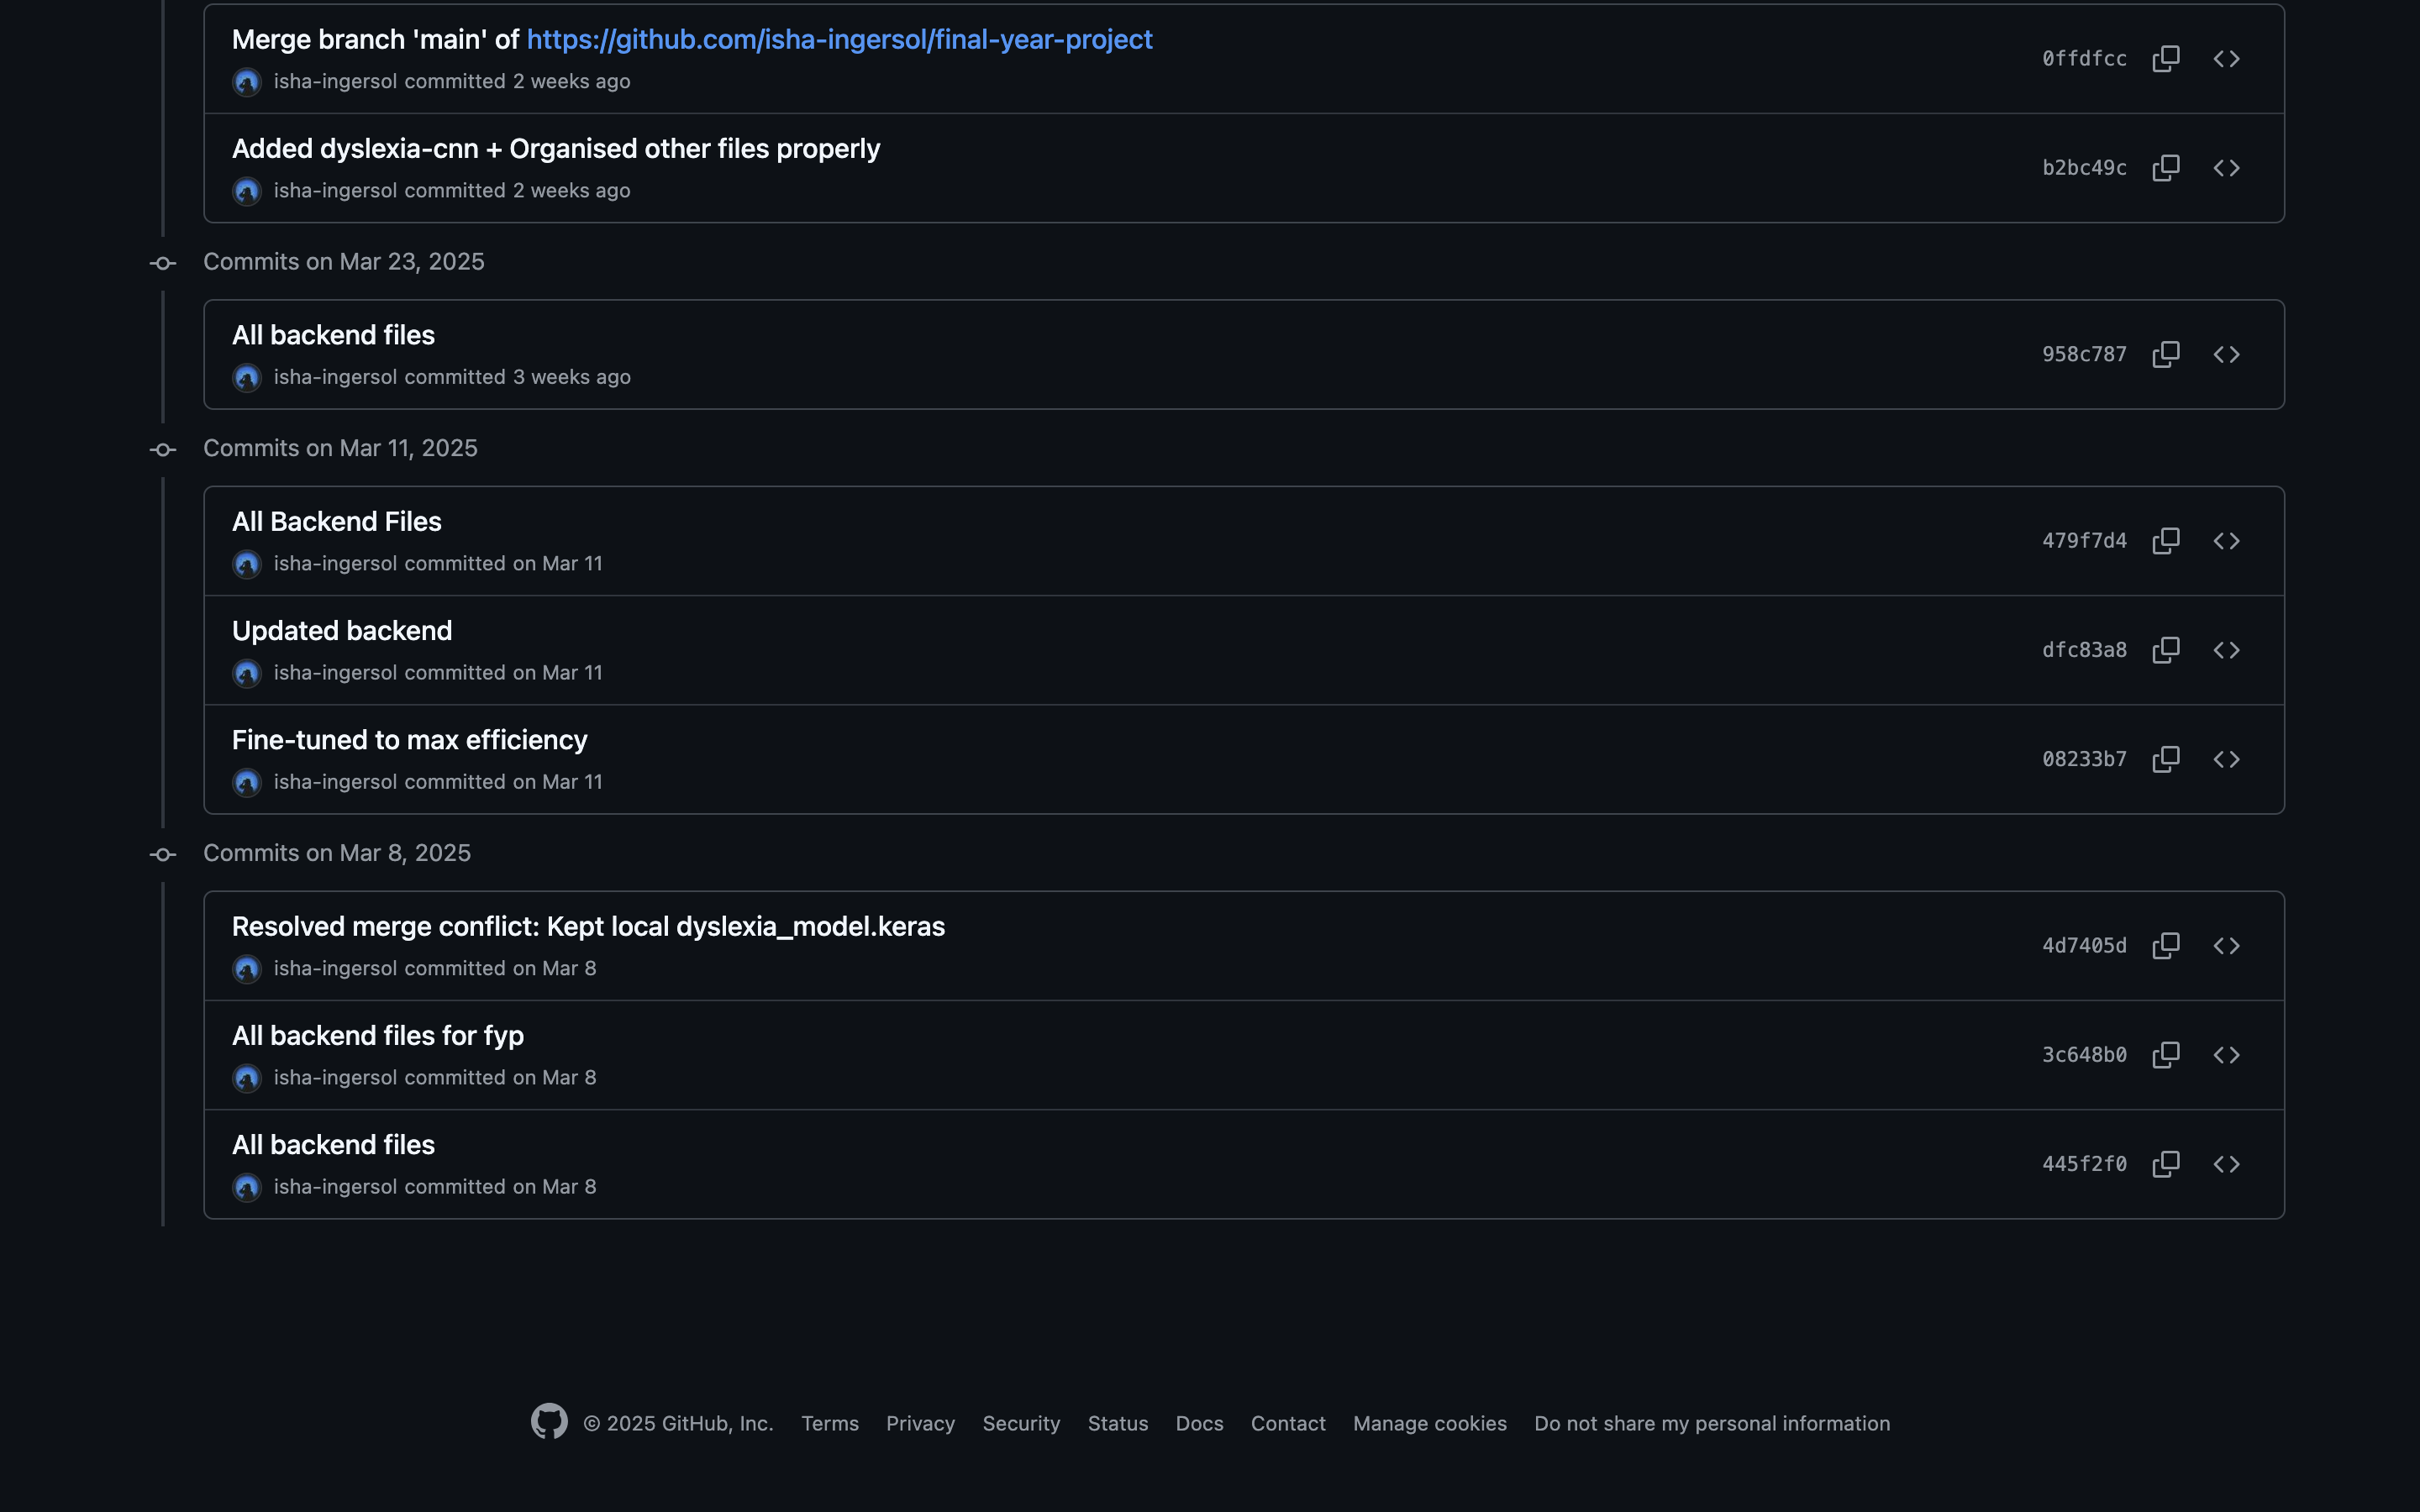 Merge branch 'main' of https://github.com/isha-ingersol/final-year-project
isha-ingersol committed 2 weeks ago
0ffdfcc
Added dyslexia-cnn + Organised other files properly
isha-ingersol committed 2 weeks ago
b2bc49c
Commits on Mar 23, 2025
All backend files
isha-ingersol committed 3 weeks ago
958c787
Commits on Mar 11, 2025
All Backend Files
isha-ingersol committed on Mar 11
479f7d4
Updated backend
isha-ingersol committed on Mar 11
dfc83a8
Fine-tuned to max efficiency
isha-ingersol committed on Mar 11
08233b7
Commits on Mar 8, 2025
Resolved merge conflict: Kept local dyslexia_model.keras
isha-ingersol committed on Mar 8
4d7405d
All backend files for fyp
isha-ingersol committed on Mar 8
3c648b0
All backend files
isha-ingersol committed on Mar 8
445f2f0
© 2025 GitHub, Inc. Terms Privacy Security Status Docs Contact Manage cookies Do not share my personal information